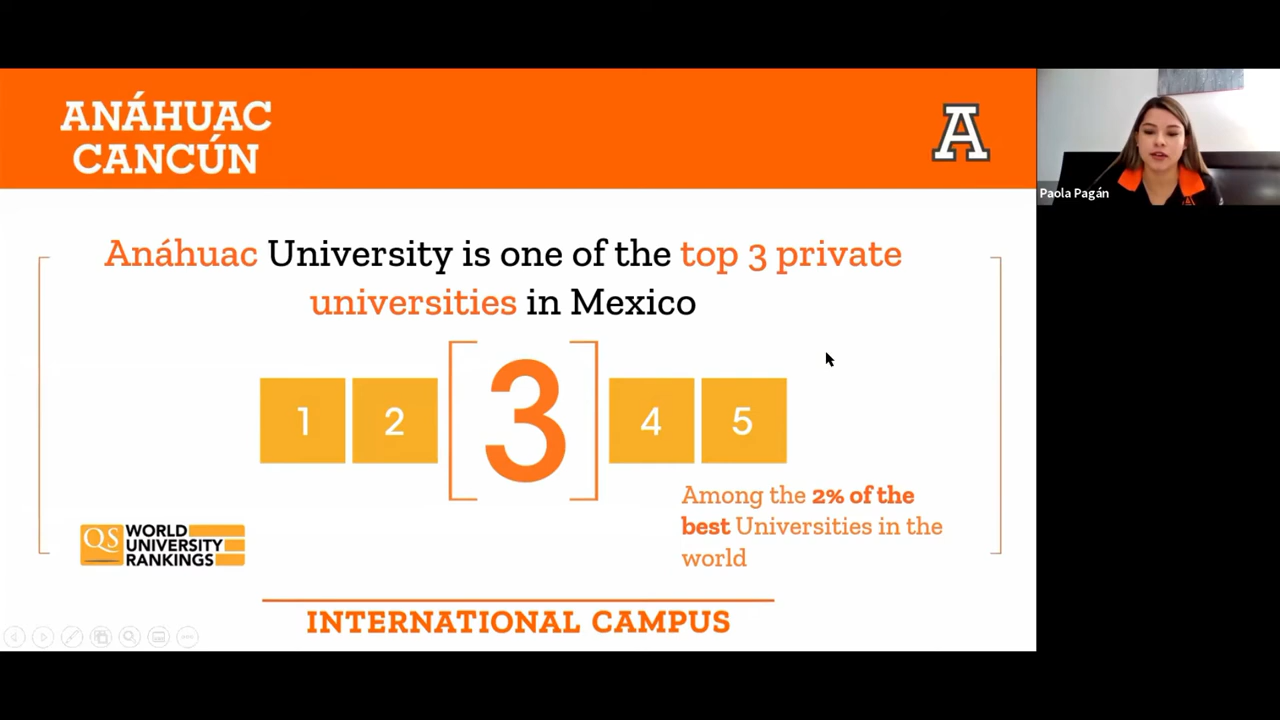 ANÁHUAC
CANCÚN
A
Paola Pagán
Anáhuac University is one of the top 3 private
universities in Mexico
1 2 [3] 4 5
Among the 2% of the
best Universities in the
world
QS WORLD
UNIVERSITY
RANKINGS
INTERNATIONAL CAMPUS